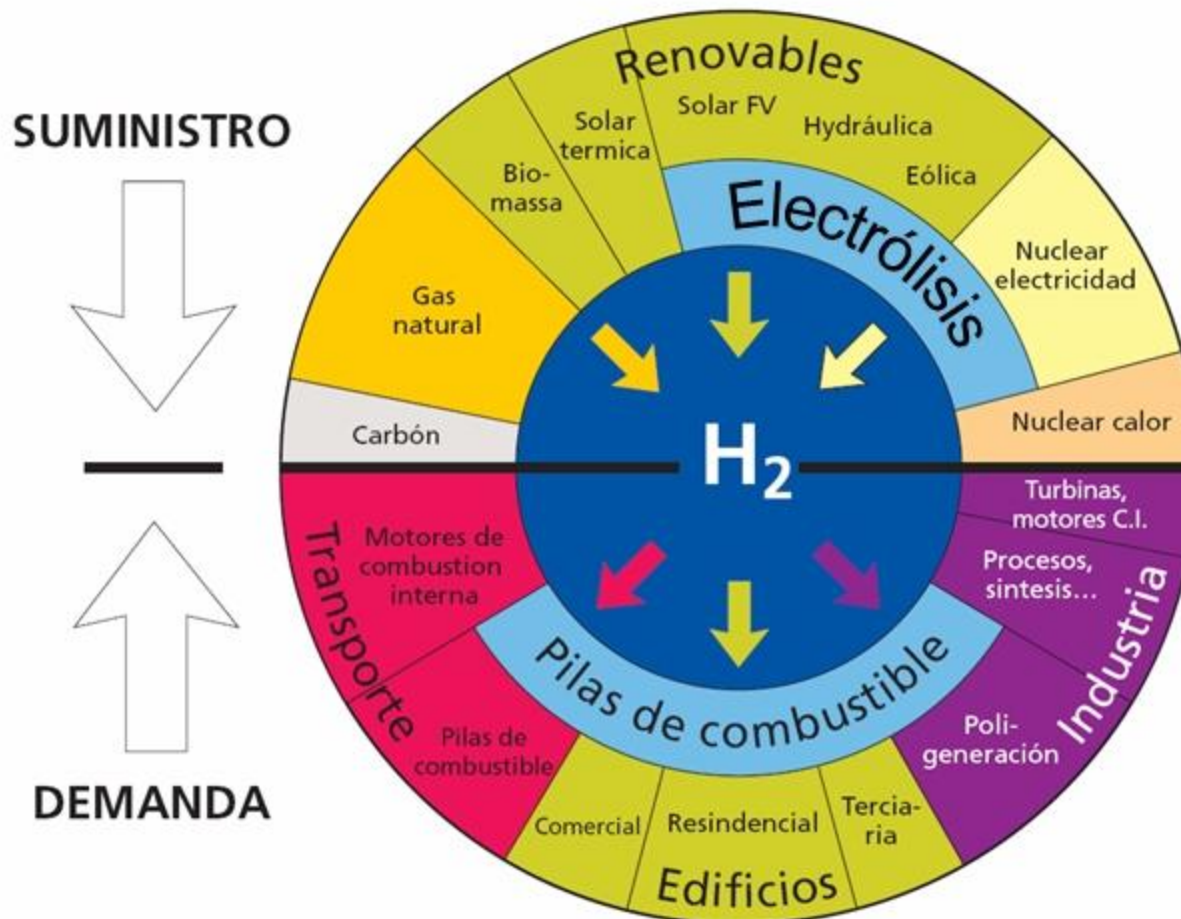 SUMINISTRO
Renovables
Solar FV
Hydráulica
Eólica
Solar
termica
Bio-
massa
Electrólisis
Nuclear
electricidad
Gas
natural
Carbón
Nuclear calor
H₂
DEMANDA
Transporte
Motores de
combustion
interna
Pilas de
combustible
Pilas de combustible
Turbinas,
motores C.I.
Procesos,
sintesis...
Industria
Poli-
generación
Comercial
Resindencial
Tercia-
ria
Edificios